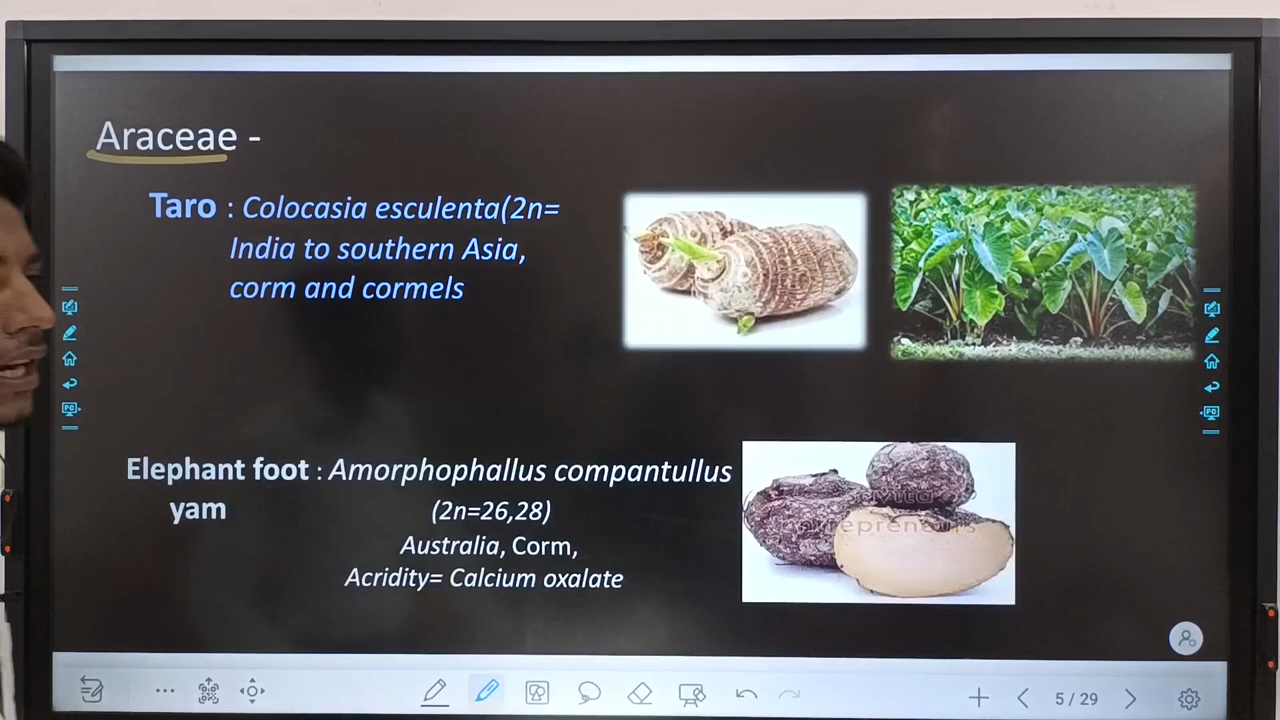 Araceae -
Taro : Colocasia esculenta(2n=
India to southern Asia,
corm and cormels
Elephant foot : Amorphophallus compantullus
yam
(2n=26,28)
Australia, Corm,
Acridity= Calcium oxalate
5 / 29